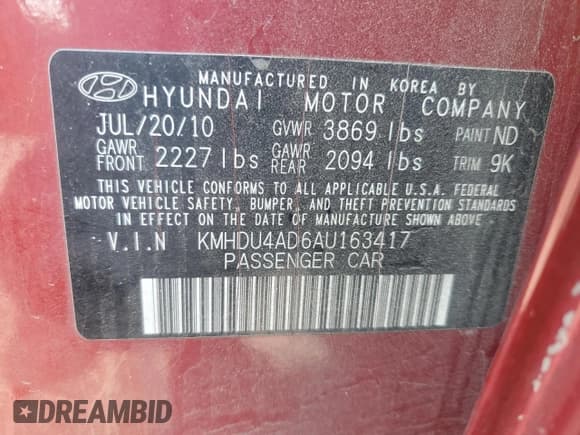 MANUFACTURED IN KOREA BY
HYUNDAI MOTOR COMPANY
JUL/20/10 GVWR 3869 lbs PAINT ND
GAWR FRONT 2227 lbs GAWR REAR 2094 lbs TRIM 9K
THIS VEHICLE CONFORMS TO ALL APPLICABLE U.S.A. FEDERAL
MOTOR VEHICLE SAFETY, BUMPER, AND THEFT PREVENTION STANDARDS
IN EFFECT ON THE DATE OF MANUFACTURE SHOWN ABOVE.
V.I.N KMHDU4AD6AU163417
PASSENGER CAR
DREAMBID